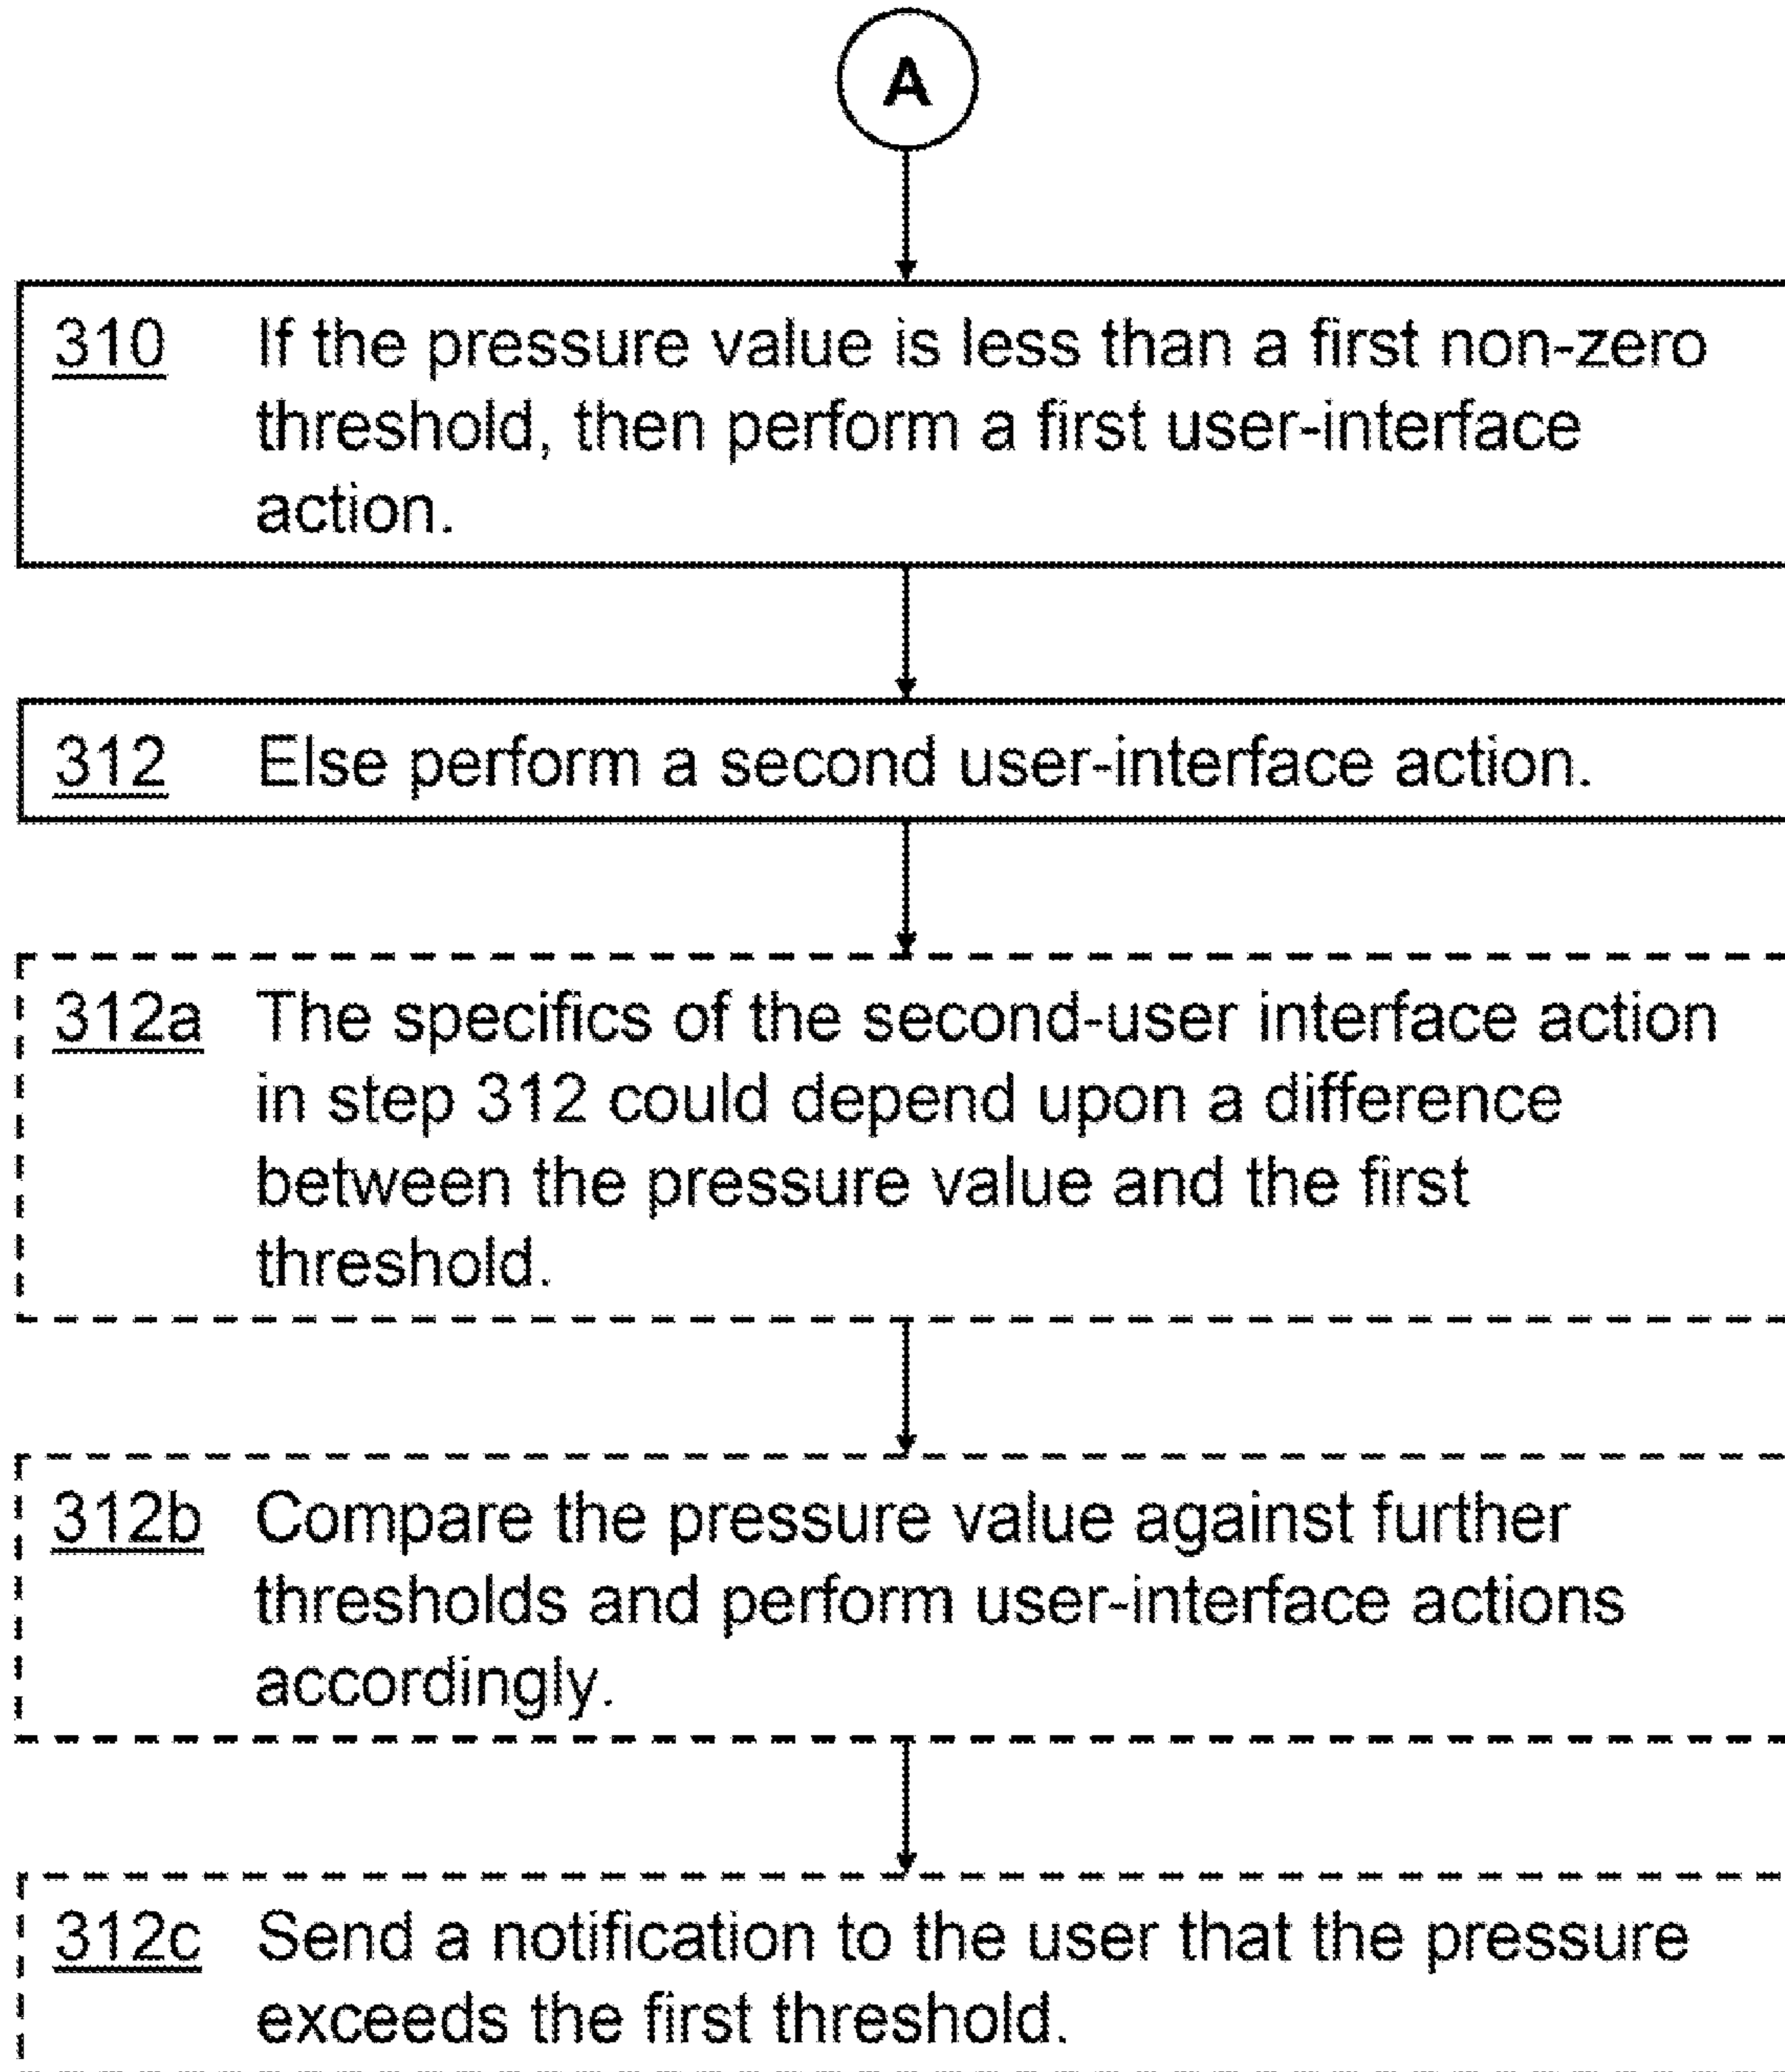 A
310 If the pressure value is less than a first non-zero
threshold, then perform a first user-interface
action.
312 Else perform a second user-interface action.
312a The specifics of the second-user interface action
in step 312 could depend upon a difference
between the pressure value and the first
threshold.
312b Compare the pressure value against further
thresholds and perform user-interface actions
accordingly.
312c Send a notification to the user that the pressure
exceeds the first threshold.